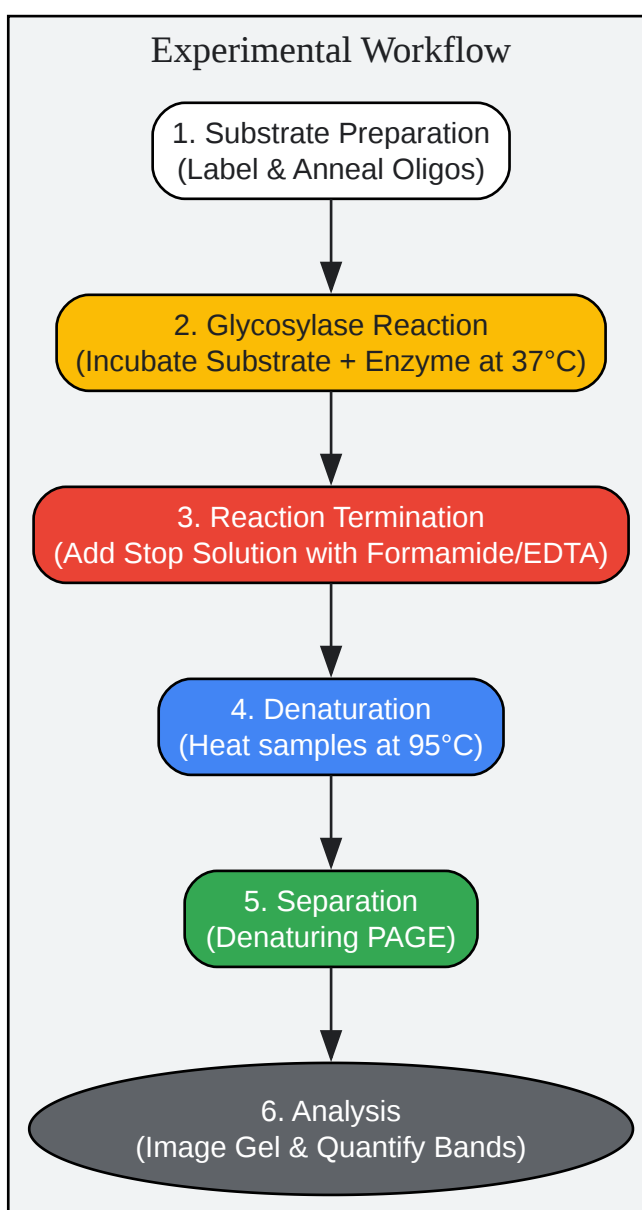 Experimental Workflow
1. Substrate Preparation
(Label & Anneal Oligos)
2. Glycosylase Reaction
(Incubate Substrate + Enzyme at 37°C)
3. Reaction Termination
(Add Stop Solution with Formamide/EDTA)
4. Denaturation
(Heat samples at 95°C)
5. Separation
(Denaturing PAGE)
6. Analysis
(Image Gel & Quantify Bands)